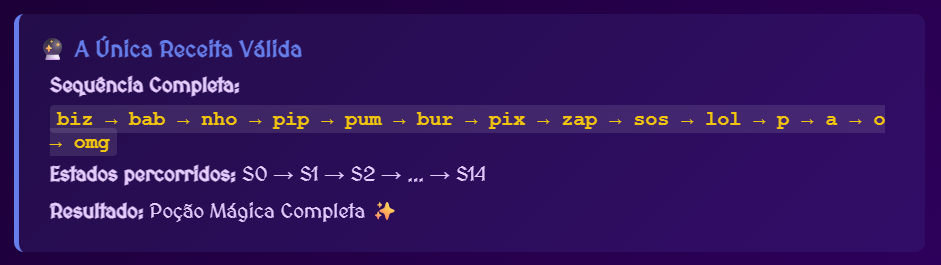 🔮 A Única Receita Válida
Sequência Completa:
biz → bab → nho → pip → pum → bur → pix → zap → sos → lol → p → a → o
→ omg
Estados percorridos: S0 → S1 → S2 → ... → S14
Resultado: Poção Mágica Completa ✨